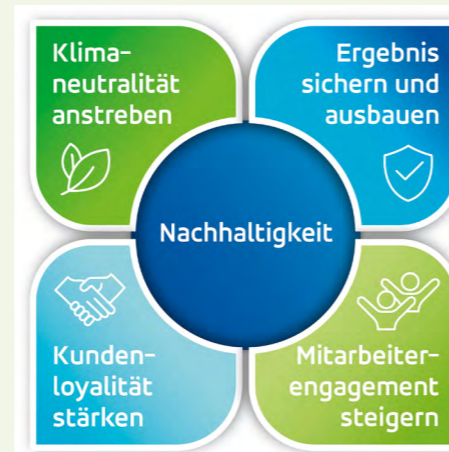 Klima-
neutralität
anstreben
Ergebnis
sichern und
ausbauen
Nachhaltigkeit
Kunden-
loyalität
stärken
Mitarbeiter-
engagement
steigern